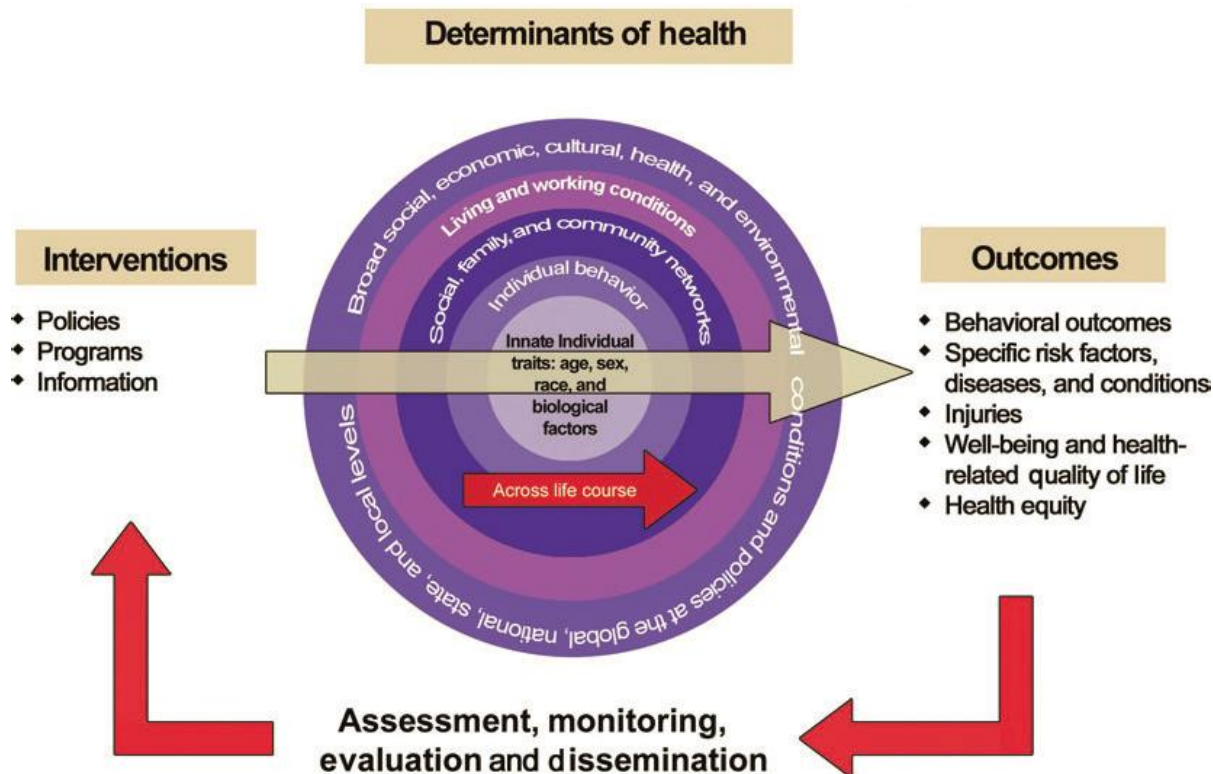 Determinants of health
Broad social, economic, cultural, health, and environmental conditions and policies at the global, national, state, and local levels
Living and working conditions
Social, family, and community networks
Individual behavior
Innate Individual
traits: age, sex,
race, and
biological
factors
Across life course
Interventions
Policies
Programs
Information
Outcomes
Behavioral outcomes
Specific risk factors,
diseases, and conditions
Injuries
Well-being and health-
related quality of life
Health equity
Assessment, monitoring,
evaluation and dissemination